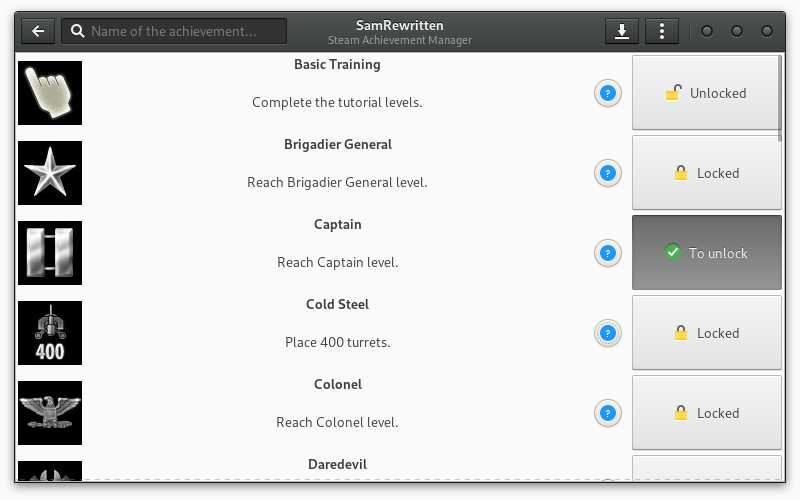 SamRewritten
Name of the achievement...
Steam Achievement Manager
Basic Training
Complete the tutorial levels.
?
Unlocked
Brigadier General
Reach Brigadier General level.
?
Locked
Captain
Reach Captain level.
?
To unlock
Cold Steel
400
Place 400 turrets.
?
Locked
Colonel
Reach Colonel level.
?
Locked
Daredevil